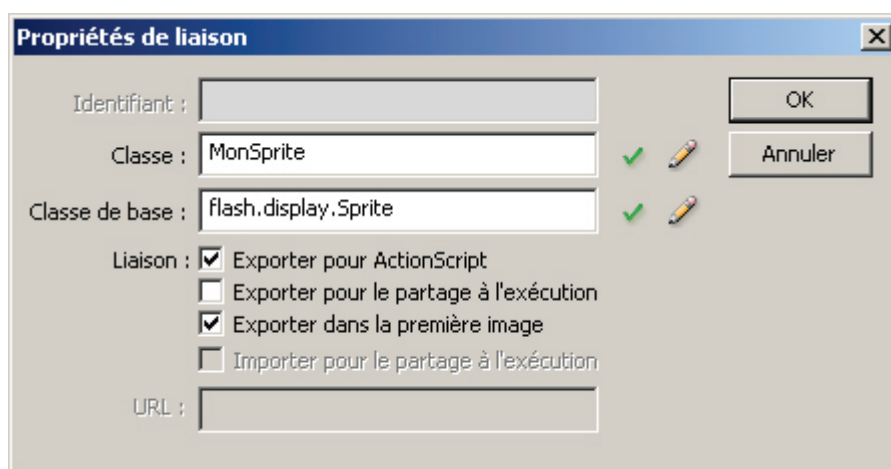 Propriétés de liaison
Identifiant :
OK
Classe : MonSprite
Annuler
Classe de base : flash.display.Sprite
Liaison : Exporter pour ActionScript
Exporter pour le partage à l'exécution
Exporter dans la première image
Importer pour le partage à l'exécution
URL :